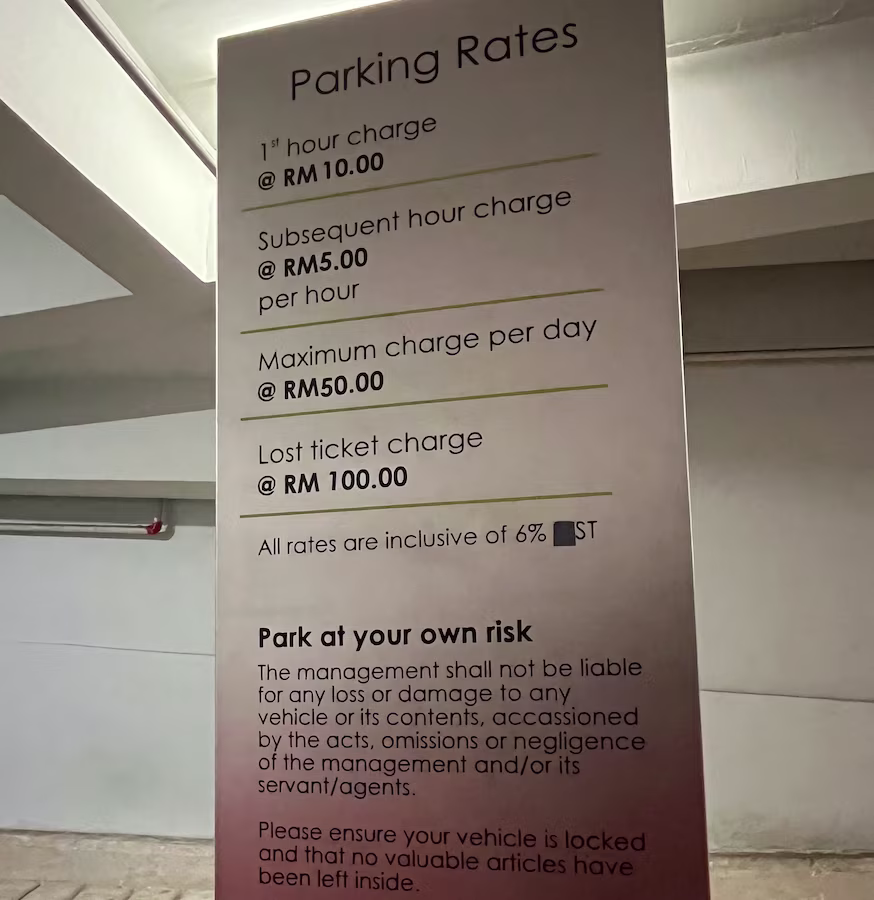 Parking Rates
1st hour charge
@ RM 10.00
Subsequent hour charge
@ RM5.00
per hour
Maximum charge per day
@ RM50.00
Lost ticket charge
@ RM 100.00
All rates are inclusive of 6% ST
Park at your own risk
The management shall not be liable
for any loss or damage to any
vehicle or its contents, accassioned
by the acts, omissions or negligence
of the management and/or its
servant/agents.
Please ensure your vehicle is locked
and that no valuable articles have
been left inside.